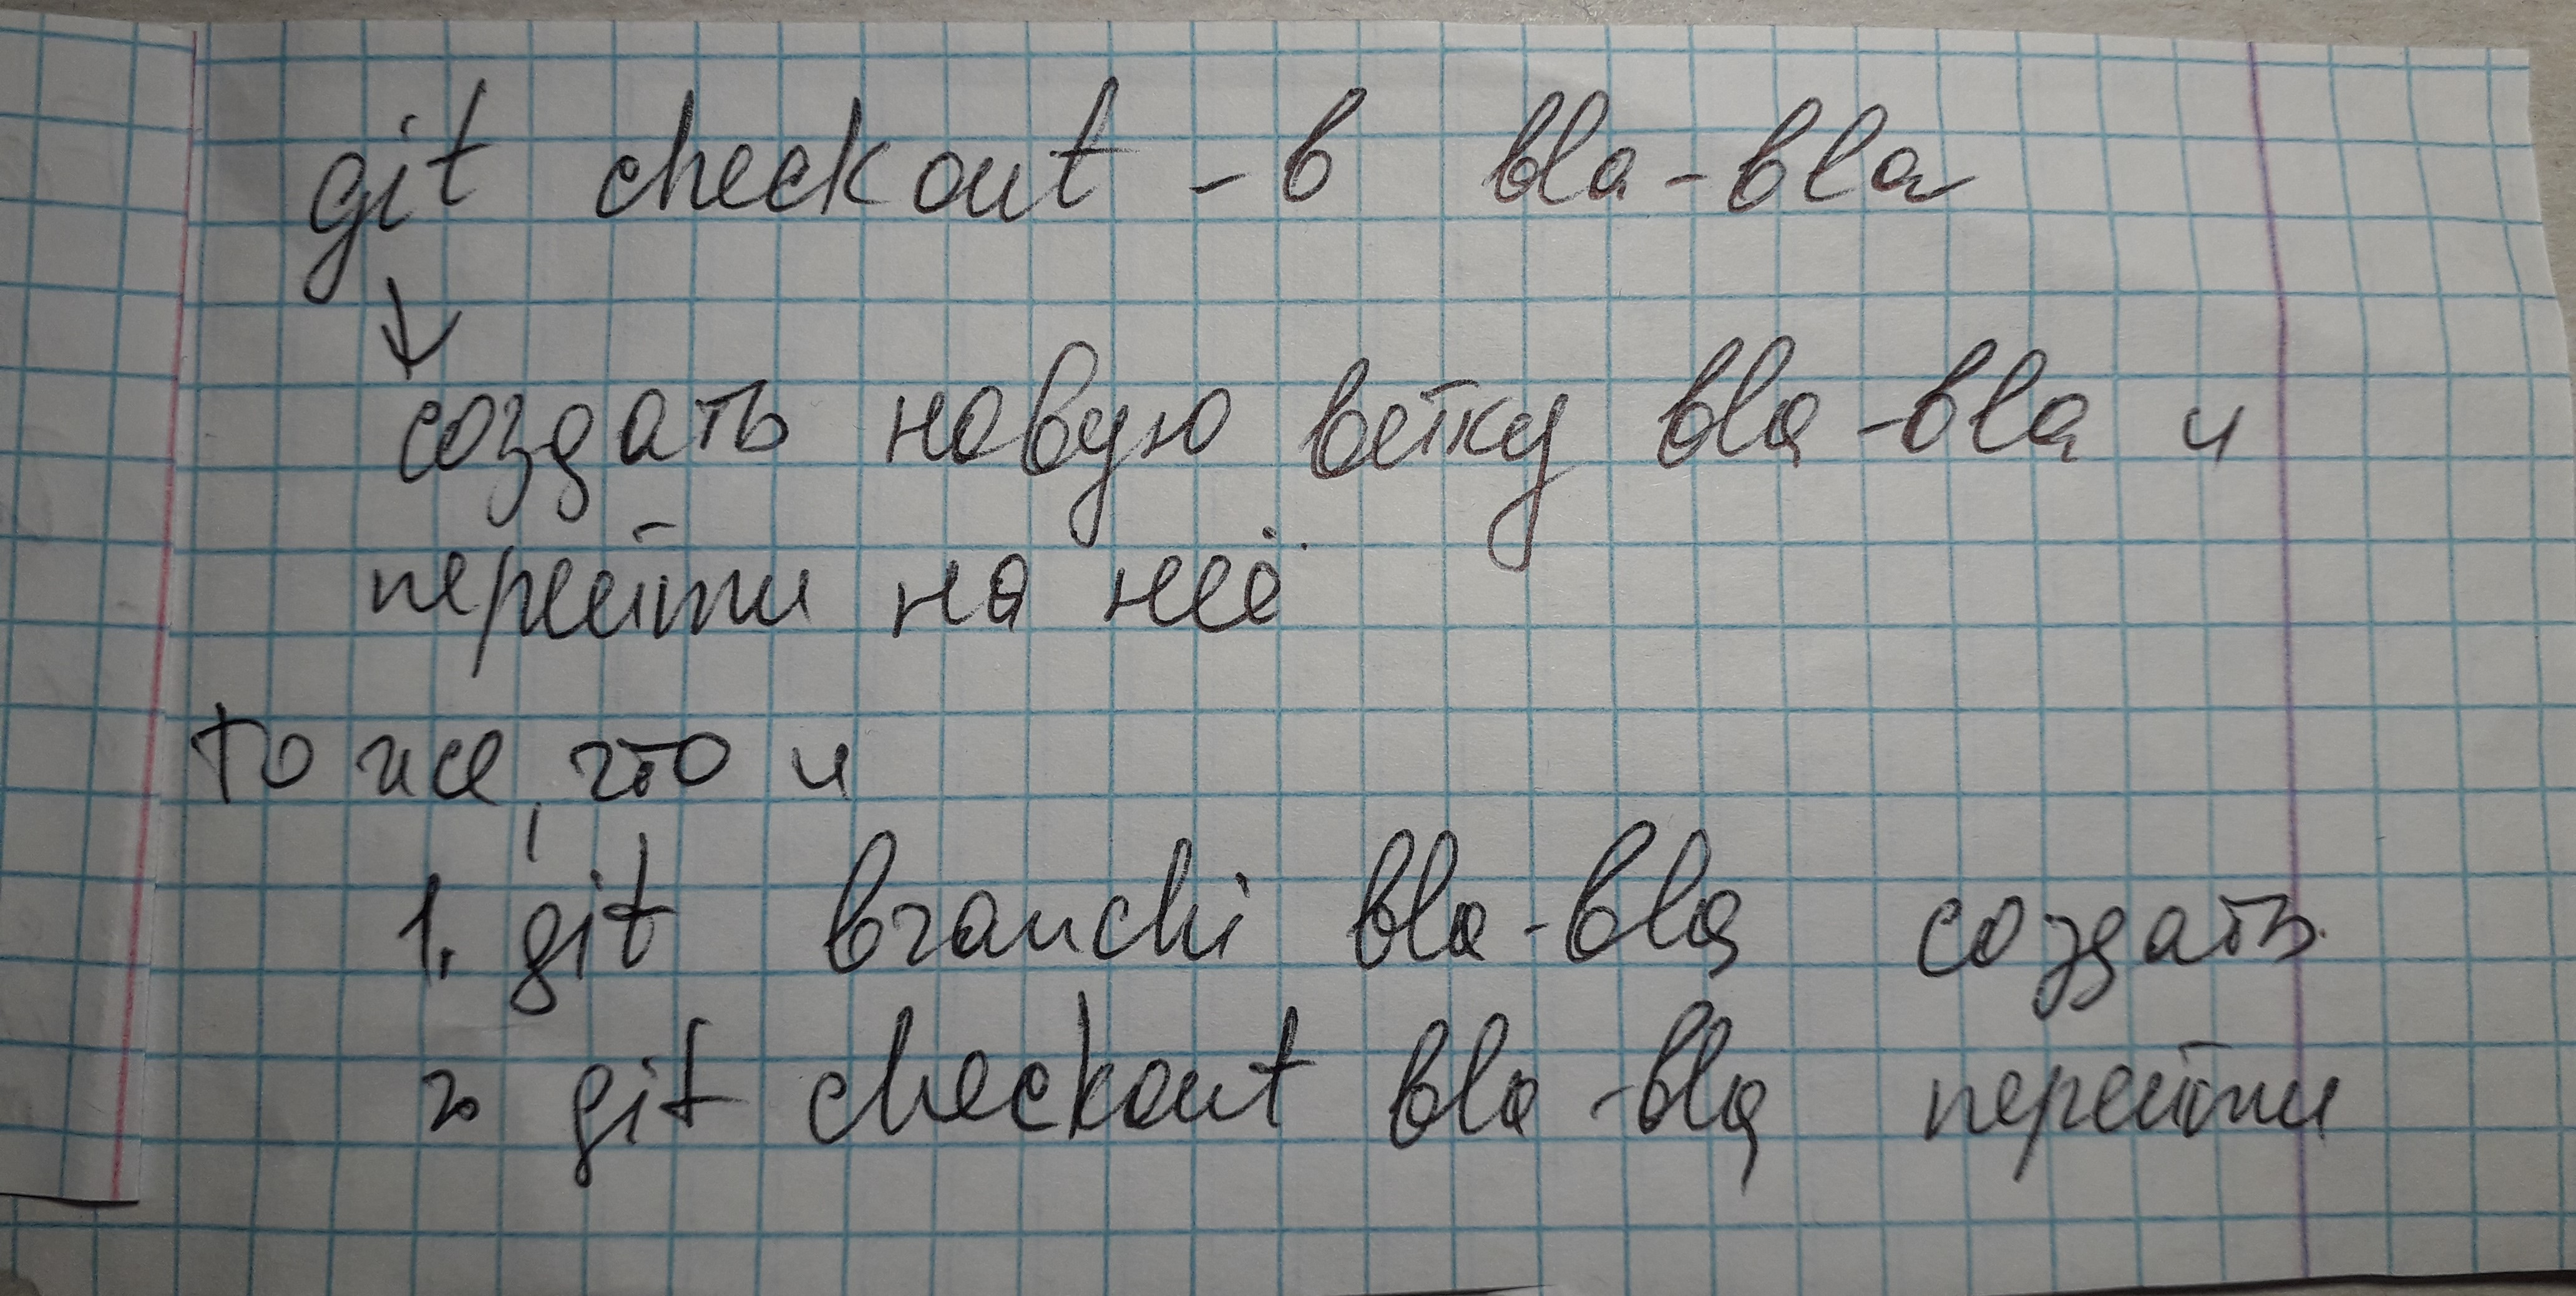 git checkout -b bla-bla
↓
создать новую ветку bla-bla и
перейти на неё
то же, что и
1. git branchi bla-bla создать
2. git checkout bla-bla перейти